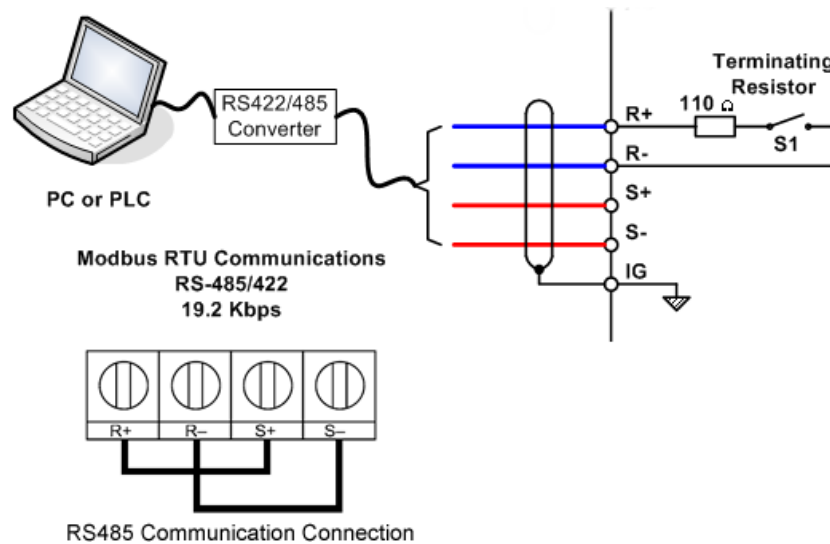 Terminating
Resistor
RS422/485
Converter
R+
110 Ω
S1
R-
PC or PLC
S+
S-
Modbus RTU Communications
RS-485/422
19.2 Kbps
IG
R+ R– S+ S–
RS485 Communication Connection